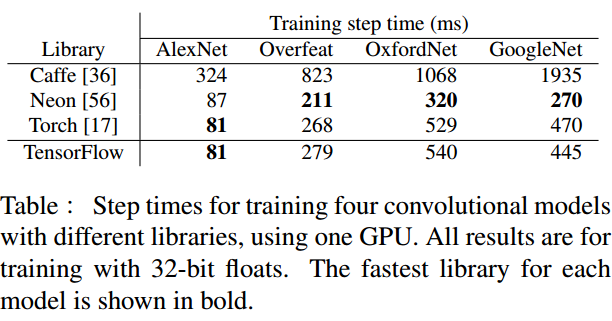 Training step time (ms)
Library AlexNet Overfeat OxfordNet GoogleNet
Caffe [36] 324 823 1068 1935
Neon [56] 87 211 320 270
Torch [17] 81 268 529 470
TensorFlow 81 279 540 445
Table : Step times for training four convolutional models
with different libraries, using one GPU. All results are for
training with 32-bit floats. The fastest library for each
model is shown in bold.